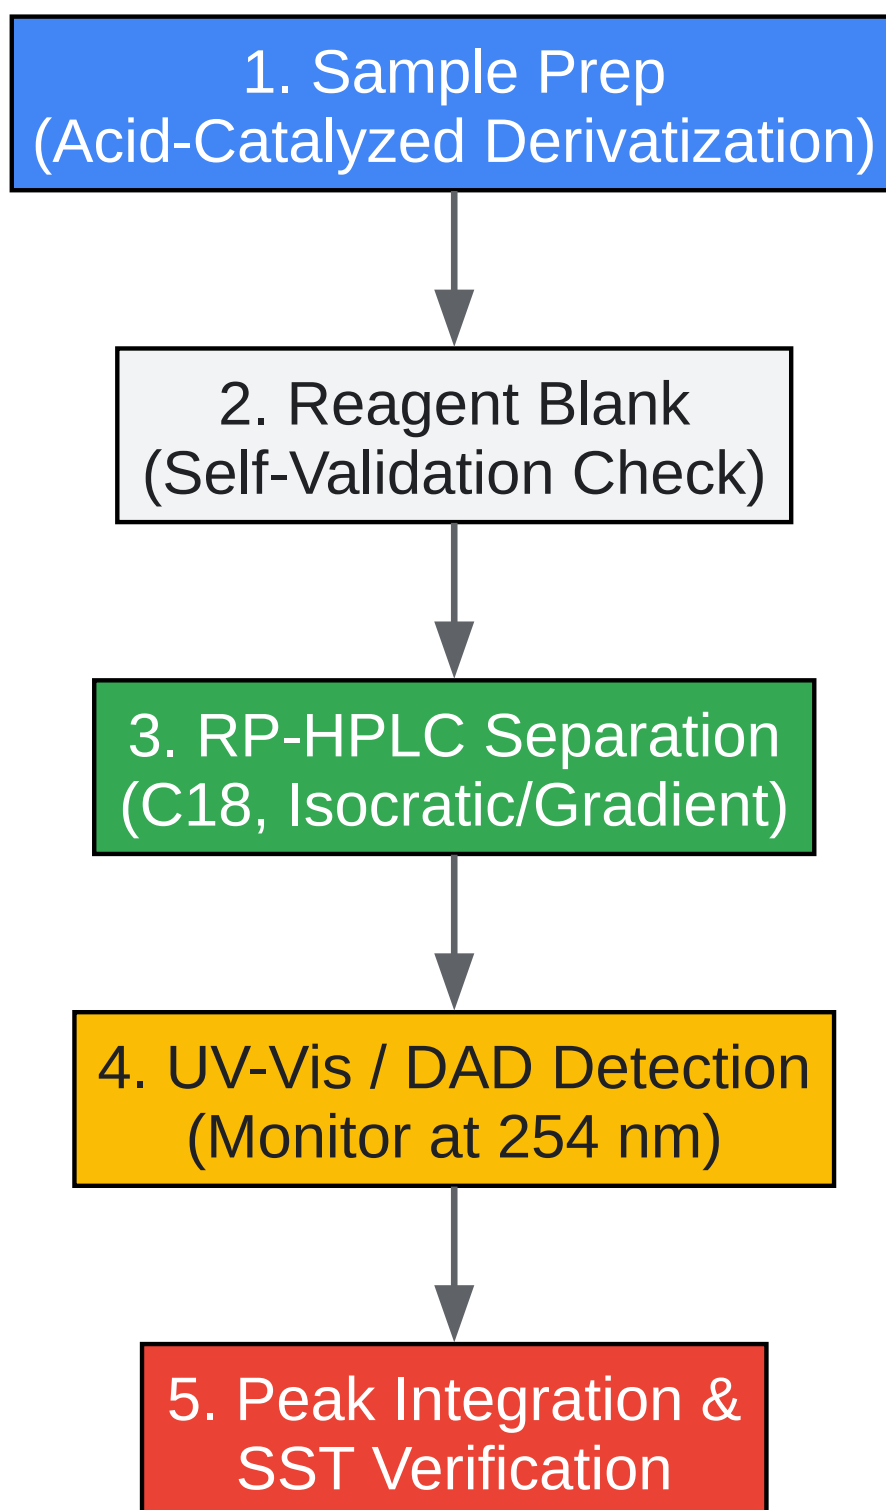 1. Sample Prep
(Acid-Catalyzed Derivatization)
2. Reagent Blank
(Self-Validation Check)
3. RP-HPLC Separation
(C18, Isocratic/Gradient)
4. UV-Vis / DAD Detection
(Monitor at 254 nm)
5. Peak Integration &
SST Verification